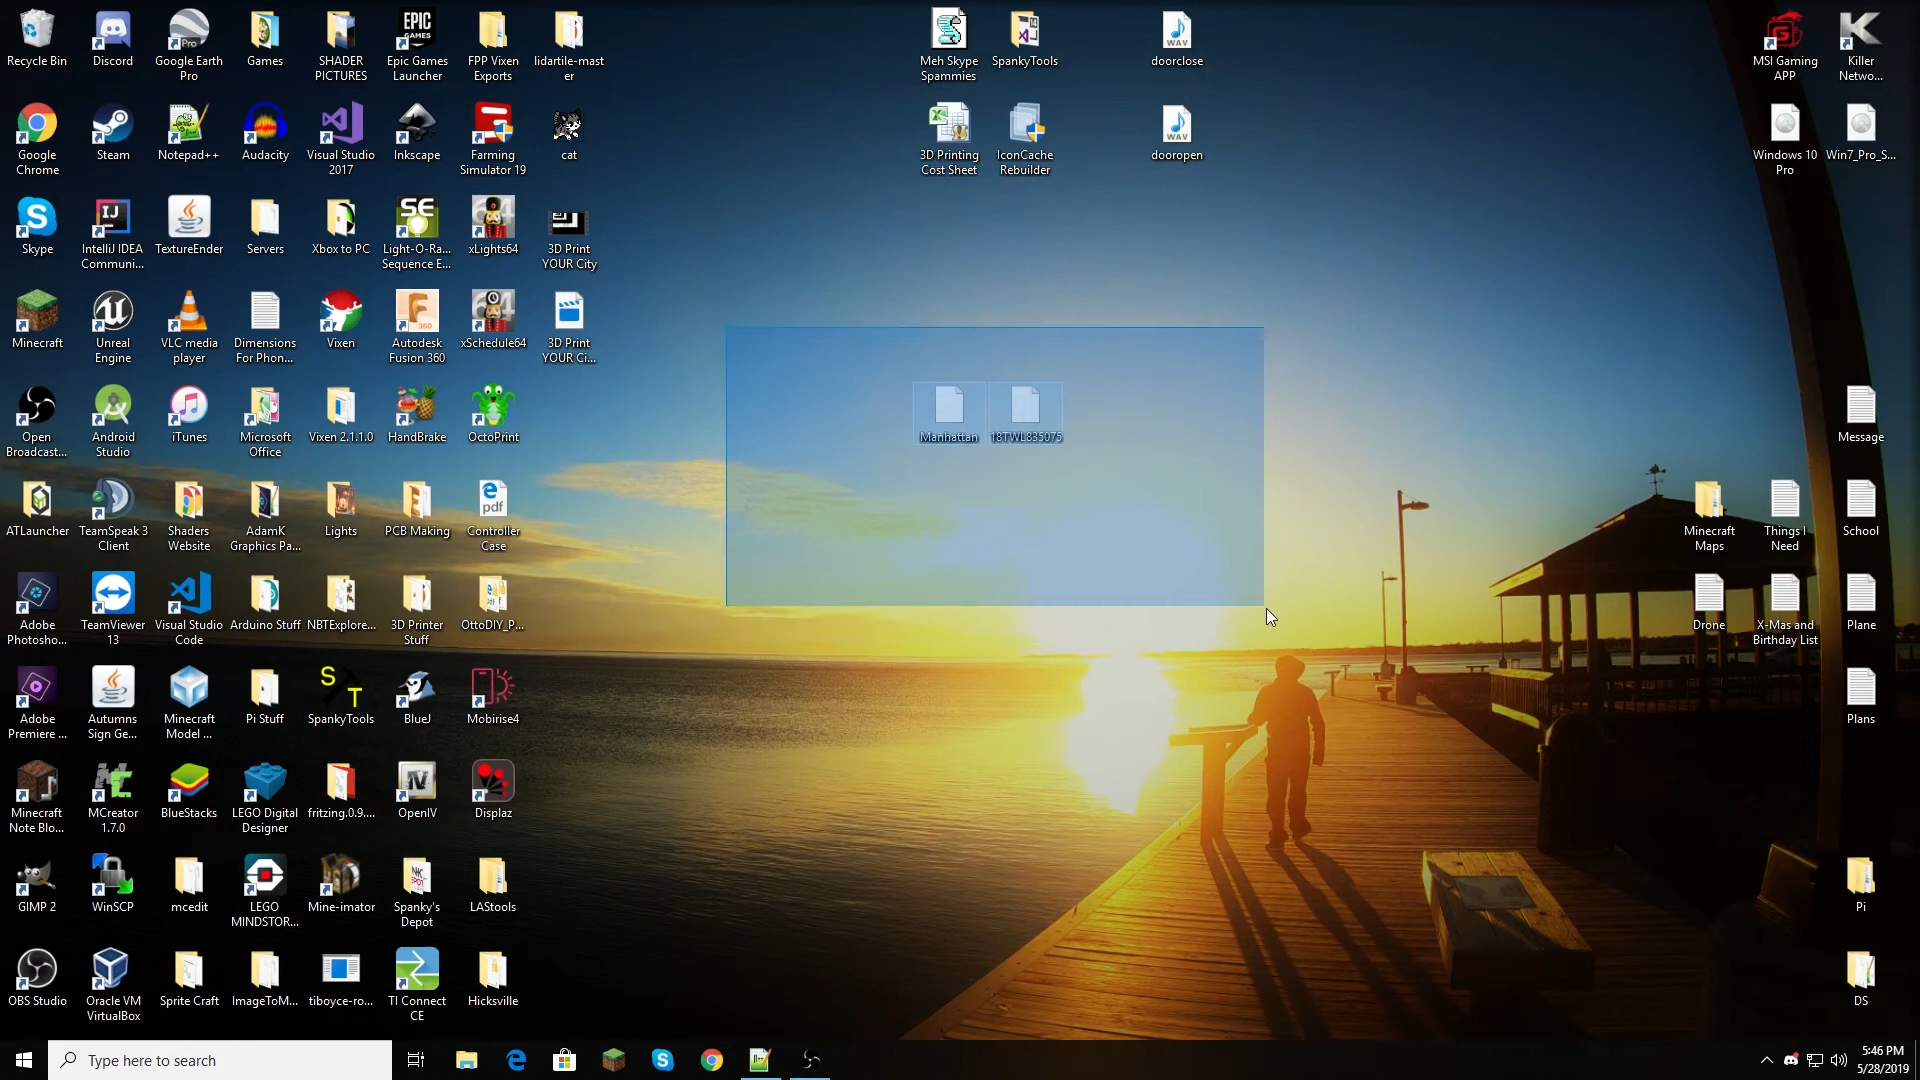 Recycle Bin
Discord
Google Earth
Pro
Games
SHADER
PICTURES
Epic Games
Launcher
FPP Vixen
Exports
lidartile-mast
er
Meh Skype
Spammies
SpankyTools
doorclose
MSI Gaming
APP
Killer
Netwo...
Google
Chrome
Steam
Notepad++
Audacity
Visual Studio
2017
Inkscape
Farming
Simulator 19
cat
3D Printing
Cost Sheet
IconCache
Rebuilder
dooropen
Windows 10
Pro
Win7_Pro_S...
Skype
IntelliJ IDEA
Communi...
TextureEnder
Servers
Xbox to PC
Light-O-Ra...
Sequence E...
xLights64
3D Print
YOUR City
Minecraft
Unreal
Engine
VLC media
player
Dimensions
For Phon...
Vixen
Autodesk
Fusion 360
xSchedule64
3D Print
YOUR Ci...
Open
Broadcast...
Android
Studio
iTunes
Microsoft
Office
Vixen 2.1.1.0
HandBrake
OctoPrint
Manhattan
18TWL835075
Message
ATLauncher
TeamSpeak 3
Client
Shaders
Website
AdamK
Graphics Pa...
Lights
PCB Making
Controller
Case
Minecraft
Maps
Things I
Need
School
Adobe
Photosho...
TeamViewer
13
Visual Studio
Code
Arduino Stuff
NBTExplore...
3D Printer
Stuff
OttoDIY_P...
Drone
X-Mas and
Birthday List
Plane
Adobe
Premiere ...
Autumns
Sign Ge...
Minecraft
Model ...
Pi Stuff
SpankyTools
BlueJ
Mobirise4
Plans
Minecraft
Note Blo...
MCreator
1.7.0
BlueStacks
LEGO Digital
Designer
fritzing.0.9....
OpenIV
Displaz
GIMP 2
WinSCP
mcedit
LEGO
MINDSTOR...
Mine-imator
Spanky's
Depot
LAStools
Pi
OBS Studio
Oracle VM
VirtualBox
Sprite Craft
ImageToM...
tiboyce-ro...
TI Connect
CE
Hicksville
DS
Type here to search
5:46 PM
5/28/2019